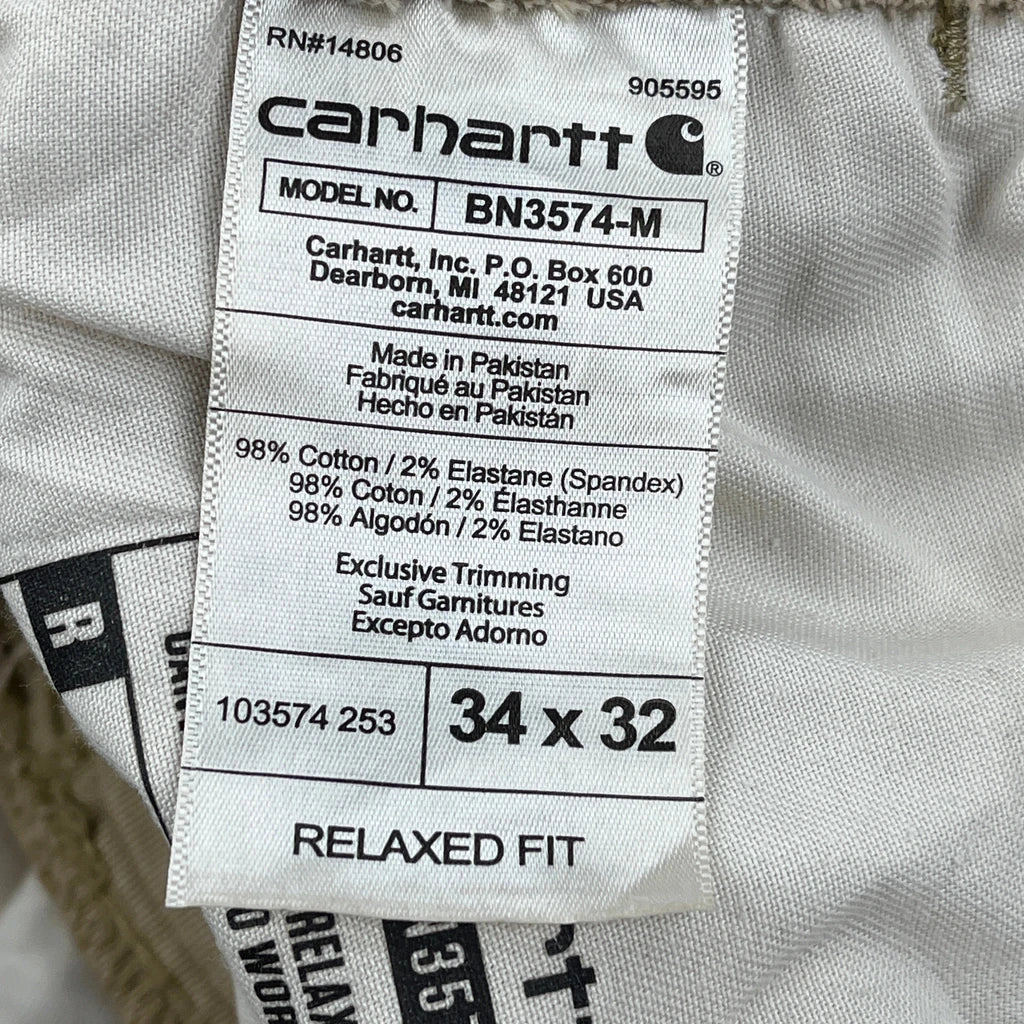 RN#14806
905595
carhartt
®
MODEL NO. BN3574-M
Carhartt, Inc. P.O. Box 600
Dearborn, MI 48121 USA
carhartt.com
Made in Pakistan
Fabriqué au Pakistan
Hecho en Pakistán
98% Cotton / 2% Elastane (Spandex)
98% Coton / 2% Élasthanne
98% Algodón / 2% Elastano
Exclusive Trimming
Sauf Garnitures
Excepto Adorno
103574 253
34 x 32
RELAXED FIT
R